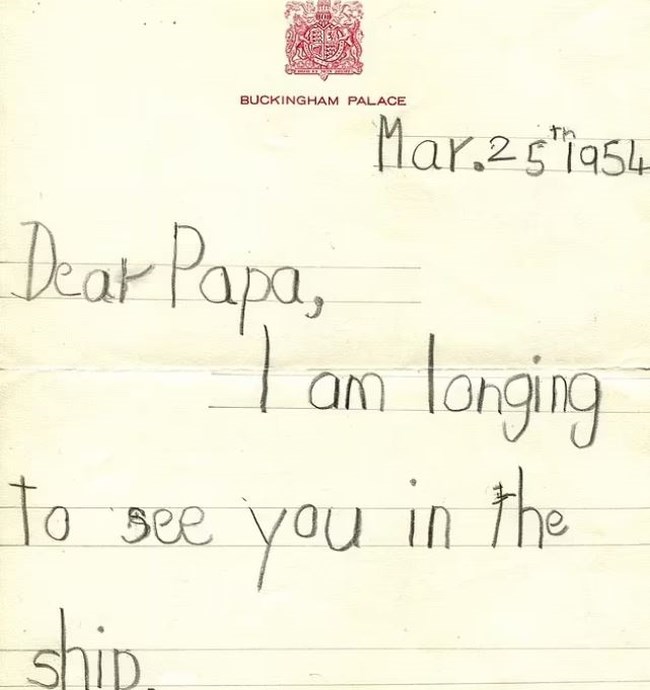 BUCKINGHAM PALACE
Mar. 25th 1954
Dear Papa,
I am longing
to see you in the
ship.